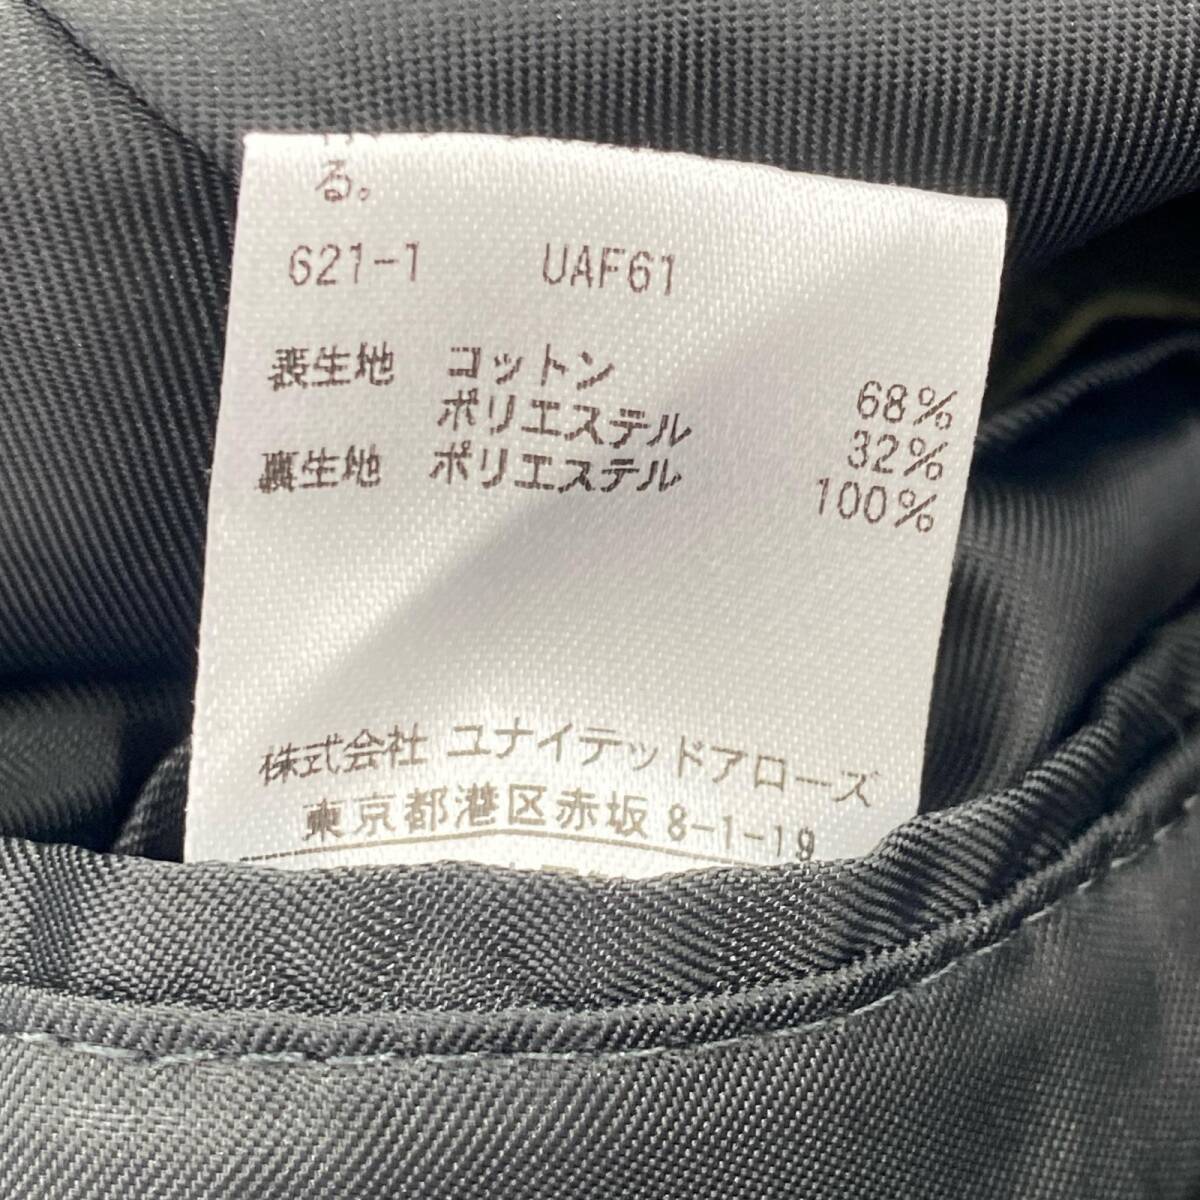 る。
G21-1 UAF61
表生地 コットン 68%
ポリエステル 32%
裏生地 ポリエステル 100%
株式会社 ユナイテッドアローズ
東京都港区赤坂 8-1-19